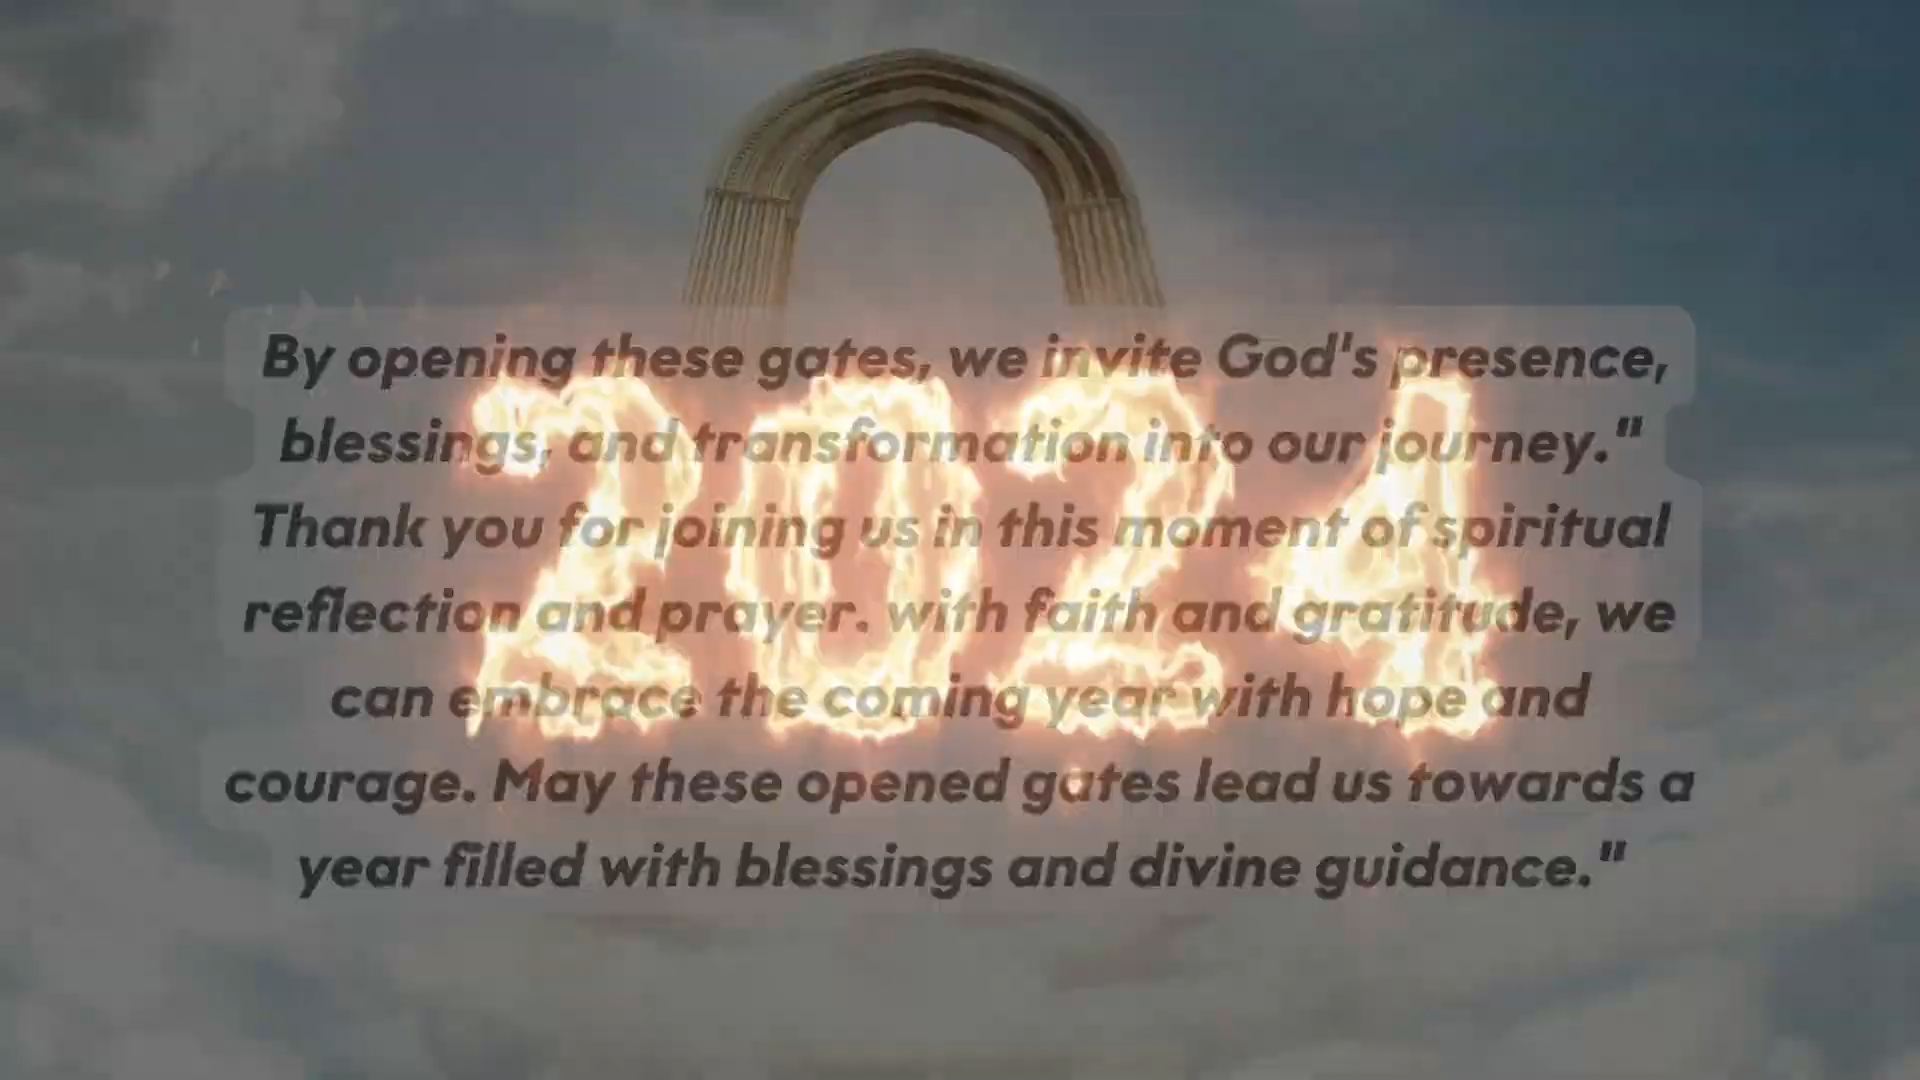 By opening these gates, we invite God's presence,
blessings, and transformation into our journey."
Thank you for joining us in this moment of spiritual
reflection and prayer. with faith and gratitude, we
can embrace the coming year with hope and
courage. May these opened gates lead us towards a
year filled with blessings and divine guidance."
2024